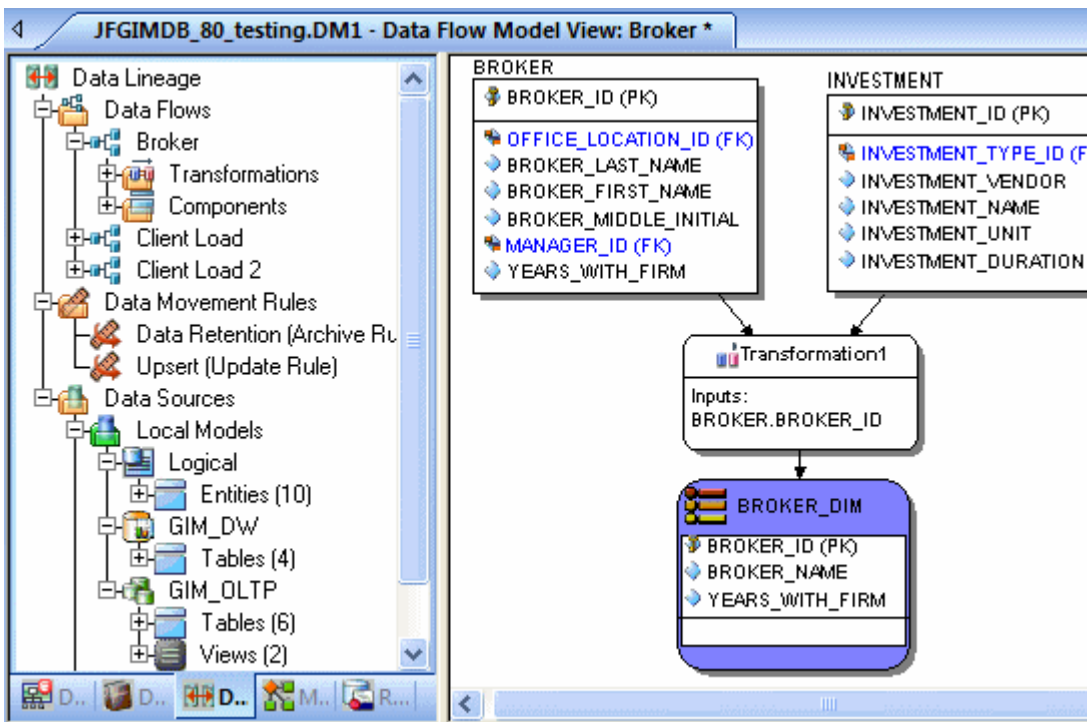 JFGIMDB_80_testing.DM1 - Data Flow Model View: Broker *
Data Lineage
Data Flows
Broker
Transformations
Components
Client Load
Client Load 2
Data Movement Rules
Data Retention (Archive Ru
Upsert (Update Rule)
Data Sources
Local Models
Logical
Entities (10)
GIM_DW
Tables (4)
GIM_OLTP
Tables (6)
Views (2)
D.. D.. D.. M.. R...
BROKER
BROKER_ID (PK)
OFFICE_LOCATION_ID (FK)
BROKER_LAST_NAME
BROKER_FIRST_NAME
BROKER_MIDDLE_INITIAL
MANAGER_ID (FK)
YEARS_WITH_FIRM
INVESTMENT
INVESTMENT_ID (PK)
INVESTMENT_TYPE_ID (F
INVESTMENT_VENDOR
INVESTMENT_NAME
INVESTMENT_UNIT
INVESTMENT_DURATION
Transformation1
Inputs:
BROKER.BROKER_ID
BROKER_DIM
BROKER_ID (PK)
BROKER_NAME
YEARS_WITH_FIRM